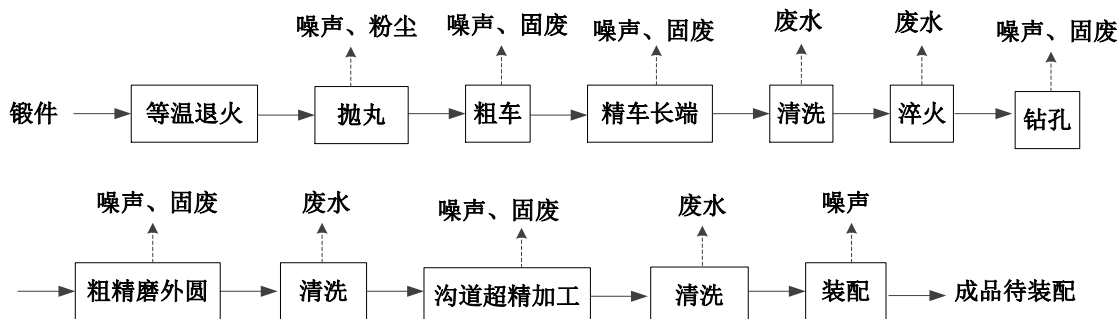 噪声、粉尘 噪声、固废 噪声、固废 废水 废水 噪声、固废
锻件 等温退火 抛丸 粗车 精车长端 清洗 淬火 钻孔
噪声、固废 废水 噪声、固废 废水 噪声
粗精磨外圆 清洗 沟道超精加工 清洗 装配 成品待装配